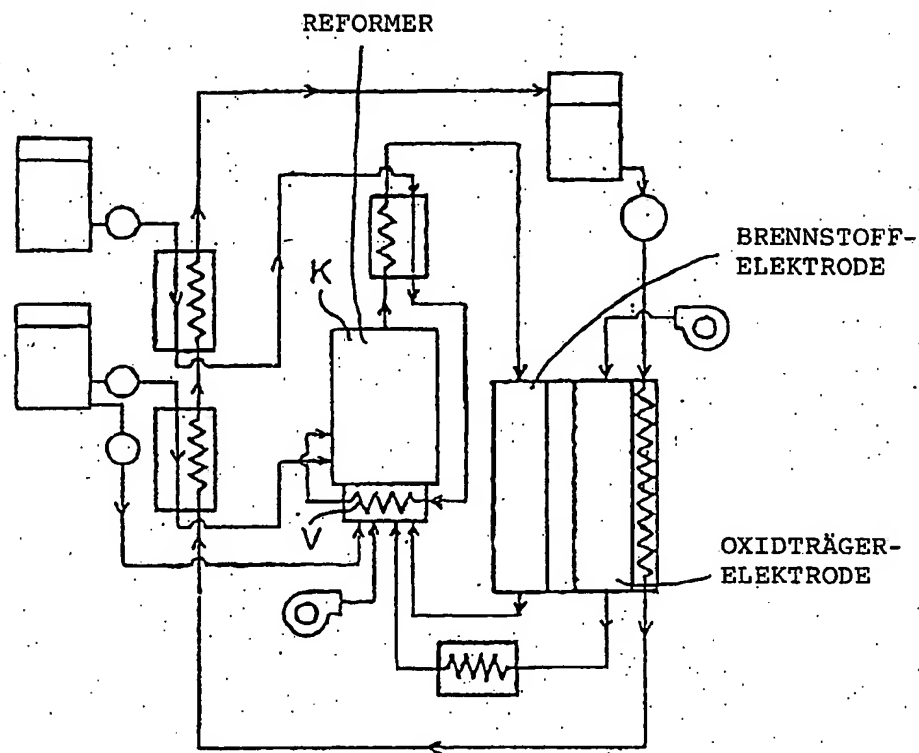 REFORMER
K
BRENNSTOFF-
ELEKTRODE
V
OXIDTRÄGER-
ELEKTRODE